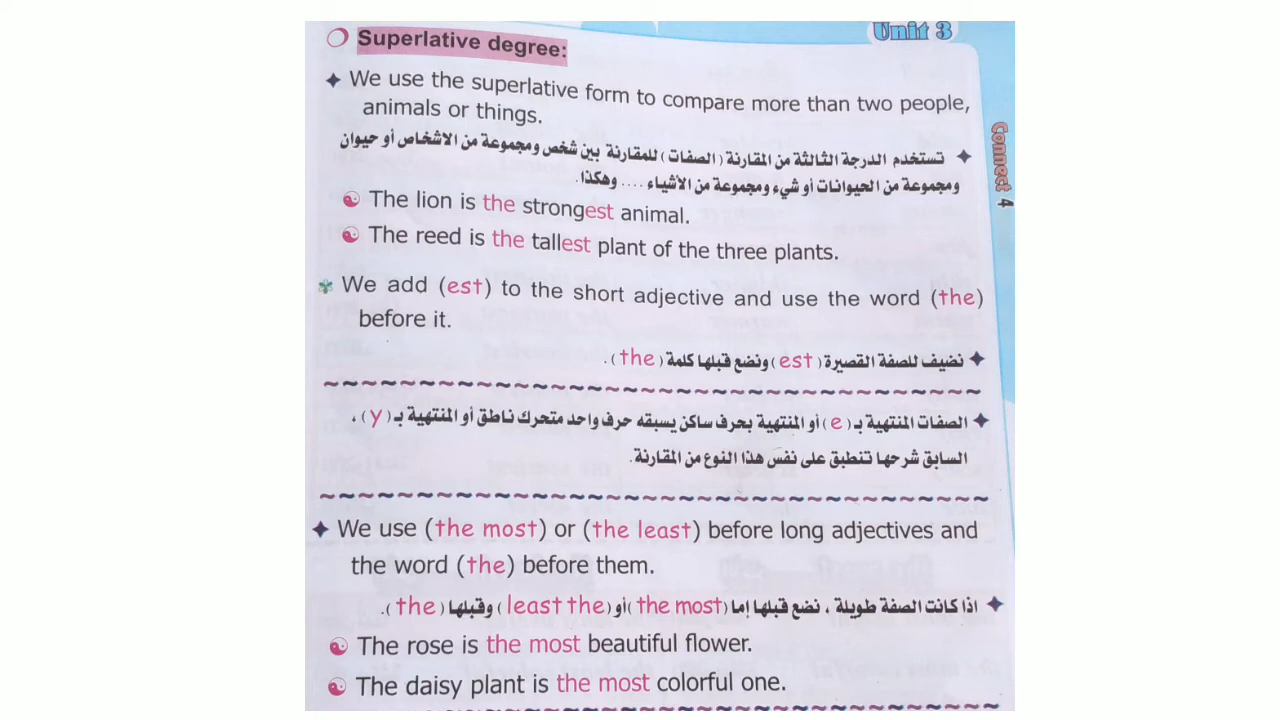 Unit 3
Superlative degree:
We use the superlative form to compare more than two people,
animals or things.
تستخدم الدرجة الثالثة من المقارنة (الصفات) للمقارنة بين شخص ومجموعة من الاشخاص أو حيوان
ومجموعة من الحيوانات أو شيء ومجموعة من الأشياء .... وهكذا.
The lion is the strongest animal.
The reed is the tallest plant of the three plants.
We add (est) to the short adjective and use the word (the)
before it.
نضيف للصفة القصيرة (est) ونضع قبلها كلمة (the).
الصفات المنتهية بـ (e) أو المنتهية بحرف ساكن يسبقه حرف واحد متحرك ناطق أو المنتهية بـ (y) ،
السابق شرحها تنطبق على نفس هذا النوع من المقارنة.
We use (the most) or (the least) before long adjectives and
the word (the) before them.
اذا كانت الصفة طويلة ، نضع قبلها إما (the most) أو (least the) وقبلها (the).
The rose is the most beautiful flower.
The daisy plant is the most colorful one.
Connect 4